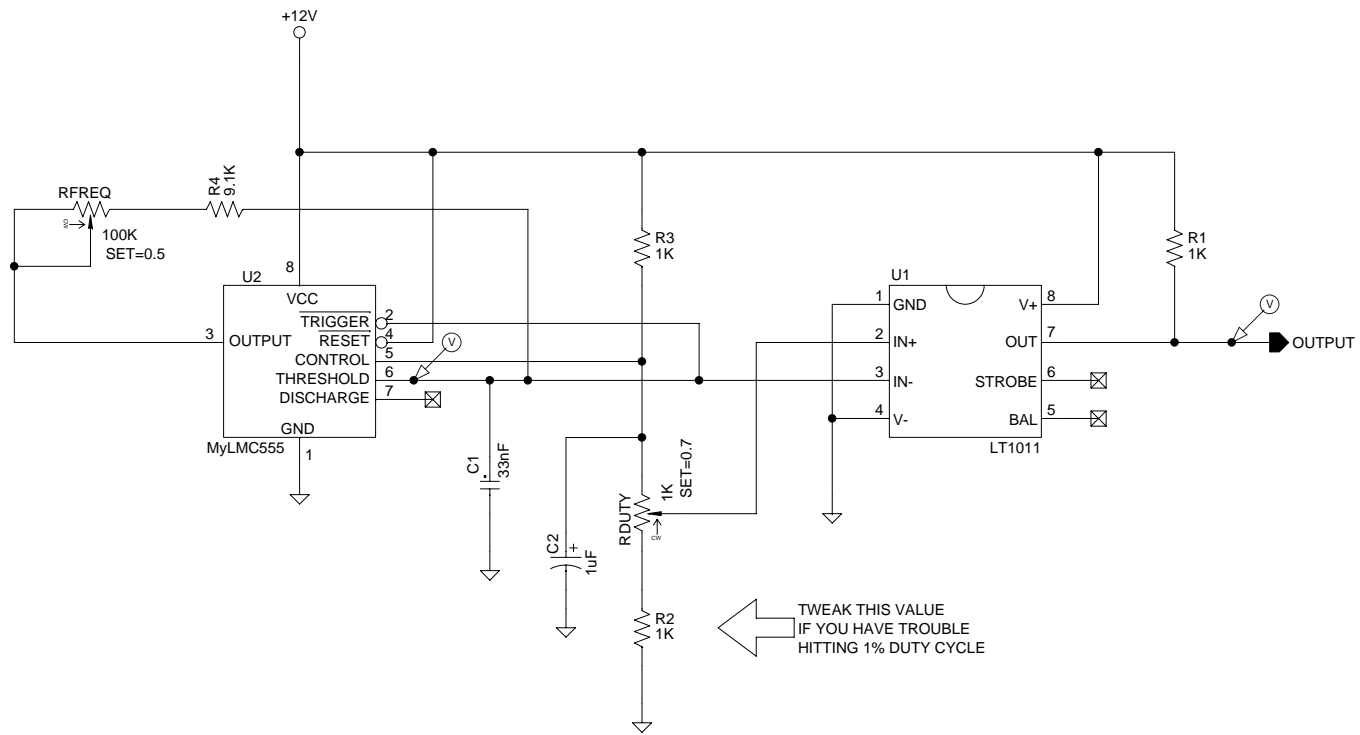 +12V
RFREQ
CW
100K
SET=0.5
R4
9.1K
R3
1K
R1
1K
U2
8
VCC
TRIGGER
2
RESET
4
3
OUTPUT
CONTROL
5
THRESHOLD
6
DISCHARGE
7
GND
1
MyLMC555
V
C1
33nF
C2
+
1uF
RDUTY
1K
SET=0.7
CW
R2
1K
TWEAK THIS VALUE
IF YOU HAVE TROUBLE
HITTING 1% DUTY CYCLE
U1
1
GND
V+
8
2
IN+
OUT
7
3
IN-
STROBE
6
4
V-
BAL
5
LT1011
V
OUTPUT